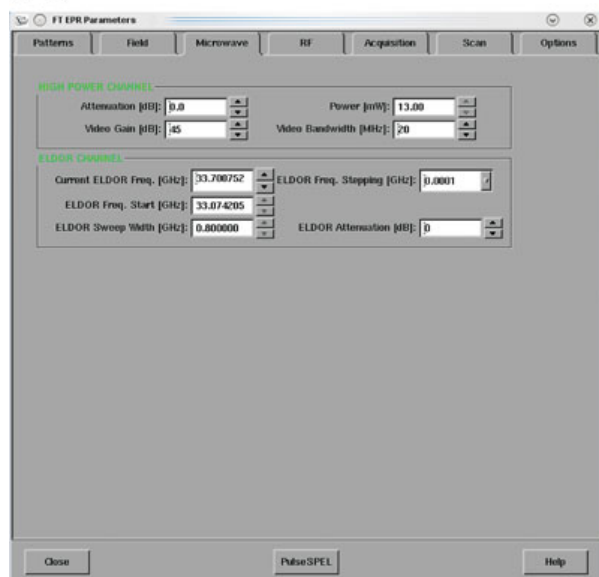 FT EPR Parameters
Patterns Field Microwave RF Acquisition Scan Options
HIGH POWER CHANNEL
Attenuation [dB]: 0.0 Power [mW]: 13.00
Video Gain [dB]: 45 Video Bandwidth [MHz]: 20
ELDOR CHANNEL
Current ELDOR Freq. [GHz]: 33.700752 ELDOR Freq. Stepping [GHz]: 0.0001
ELDOR Freq. Start [GHz]: 33.074205
ELDOR Sweep Width [GHz]: 0.800000 ELDOR Attenuation [dB]: 0
Close PulseSPEL Help